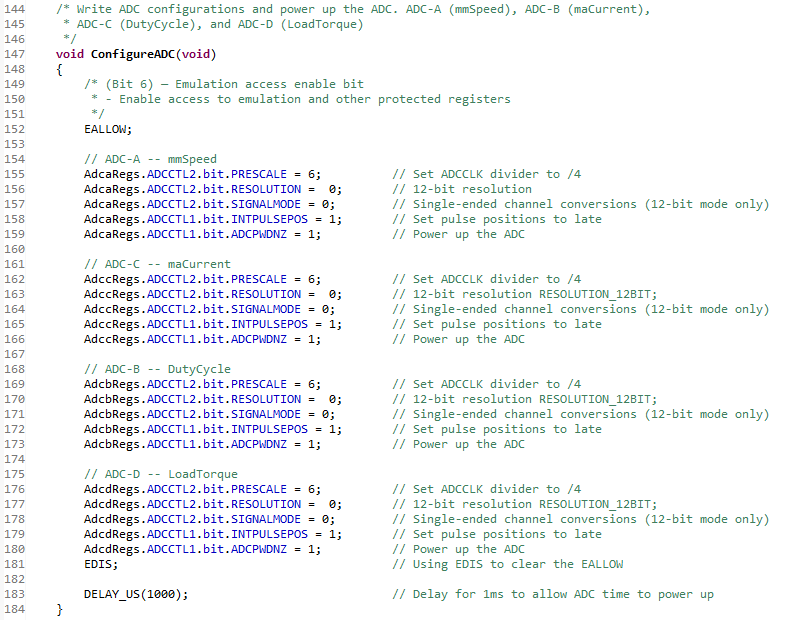 144 /* Write ADC configurations and power up the ADC. ADC-A (mmSpeed), ADC-B (maCurrent),
145 * ADC-C (DutyCycle), and ADC-D (LoadTorque)
146 */
147 void ConfigureADC(void)
148 {
149 /* (Bit 6) – Emulation access enable bit
150 * - Enable access to emulation and other protected registers
151 */
152 EALLOW;
153
154 // ADC-A -- mmSpeed
155 AdcaRegs.ADCCTL2.bit.PRESCALE = 6; // Set ADCCLK divider to /4
156 AdcaRegs.ADCCTL2.bit.RESOLUTION =  0; // 12-bit resolution
157 AdcaRegs.ADCCTL2.bit.SIGNALMODE = 0; // Single-ended channel conversions (12-bit mode only)
158 AdcaRegs.ADCCTL1.bit.INTPULSEPOS = 1; // Set pulse positions to late
159 AdcaRegs.ADCCTL1.bit.ADCPWDNZ = 1; // Power up the ADC
160
161 // ADC-C -- maCurrent
162 AdccRegs.ADCCTL2.bit.PRESCALE = 6; // Set ADCCLK divider to /4
163 AdccRegs.ADCCTL2.bit.RESOLUTION =  0; // 12-bit resolution RESOLUTION_12BIT;
164 AdccRegs.ADCCTL2.bit.SIGNALMODE = 0; // Single-ended channel conversions (12-bit mode only)
165 AdccRegs.ADCCTL1.bit.INTPULSEPOS = 1; // Set pulse positions to late
166 AdccRegs.ADCCTL1.bit.ADCPWDNZ = 1; // Power up the ADC
167
168 // ADC-B -- DutyCycle
169 AdcbRegs.ADCCTL2.bit.PRESCALE = 6; // Set ADCCLK divider to /4
170 AdcbRegs.ADCCTL2.bit.RESOLUTION =  0; // 12-bit resolution RESOLUTION_12BIT;
171 AdcbRegs.ADCCTL2.bit.SIGNALMODE = 0; // Single-ended channel conversions (12-bit mode only)
172 AdcbRegs.ADCCTL1.bit.INTPULSEPOS = 1; // Set pulse positions to late
173 AdcbRegs.ADCCTL1.bit.ADCPWDNZ = 1; // Power up the ADC
174
175 // ADC-D -- LoadTorque
176 AdcdRegs.ADCCTL2.bit.PRESCALE = 6; // Set ADCCLK divider to /4
177 AdcdRegs.ADCCTL2.bit.RESOLUTION =  0; // 12-bit resolution RESOLUTION_12BIT;
178 AdcdRegs.ADCCTL2.bit.SIGNALMODE = 0; // Single-ended channel conversions (12-bit mode only)
179 AdcdRegs.ADCCTL1.bit.INTPULSEPOS = 1; // Set pulse positions to late
180 AdcdRegs.ADCCTL1.bit.ADCPWDNZ = 1; // Power up the ADC
181 EDIS; // Using EDIS to clear the EALLOW
182
183 DELAY_US(1000); // Delay for 1ms to allow ADC time to power up
184 }